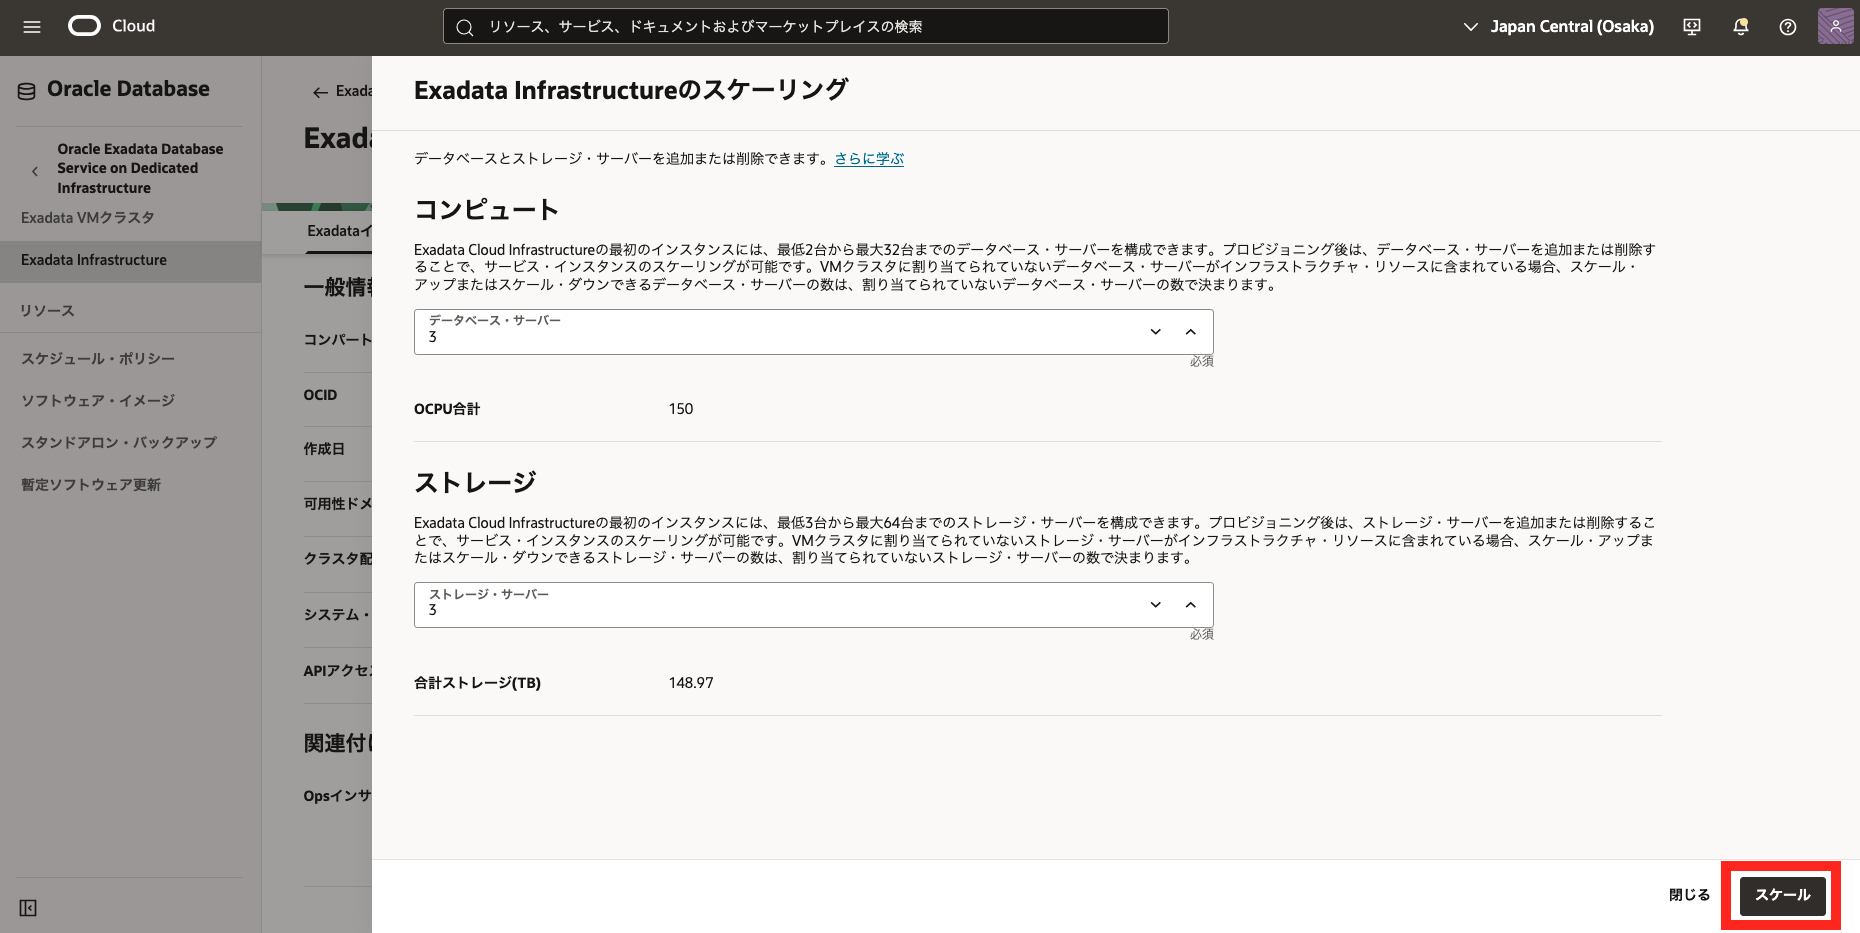 Cloud
リソース、サービス、ドキュメントおよびマーケットプレイスの検索
Japan Central (Osaka)
Oracle Database
Oracle Exadata Database
Service on Dedicated
Infrastructure
Exadata VMクラスタ
Exadata Infrastructure
リソース
スケジュール・ポリシー
ソフトウェア・イメージ
スタンドアロン・バックアップ
暫定ソフトウェア更新
Exada
Exada
Exadataイ
一般情報
コンパート
OCID
作成日
可用性ドメ
クラスタ配
システム・
APIアクセス
関連付け
Opsインサ
Exadata Infrastructureのスケーリング
データベースとストレージ・サーバーを追加または削除できます。さらに学ぶ
コンピュート
Exadata Cloud Infrastructureの最初のインスタンスには、最低2台から最大32台までのデータベース・サーバーを構成できます。プロビジョニング後は、データベース・サーバーを追加または削除す
ることで、サービス・インスタンスのスケーリングが可能です。VMクラスタに割り当てられていないデータベース・サーバーがインフラストラクチャ・リソースに含まれている場合、スケール・
アップまたはスケール・ダウンできるデータベース・サーバーの数は、割り当てられていないデータベース・サーバーの数で決まります。
データベース・サーバー
3
必須
OCPU合計 150
ストレージ
Exadata Cloud Infrastructureの最初のインスタンスには、最低3台から最大64台までのストレージ・サーバーを構成できます。プロビジョニング後は、ストレージ・サーバーを追加または削除するこ
とで、サービス・インスタンスのスケーリングが可能です。VMクラスタに割り当てられていないストレージ・サーバーがインフラストラクチャ・リソースに含まれている場合、スケール・アップま
たはスケール・ダウンできるストレージ・サーバーの数は、割り当てられていないストレージ・サーバーの数で決まります。
ストレージ・サーバー
3
必須
合計ストレージ(TB) 148.97
閉じる
スケール